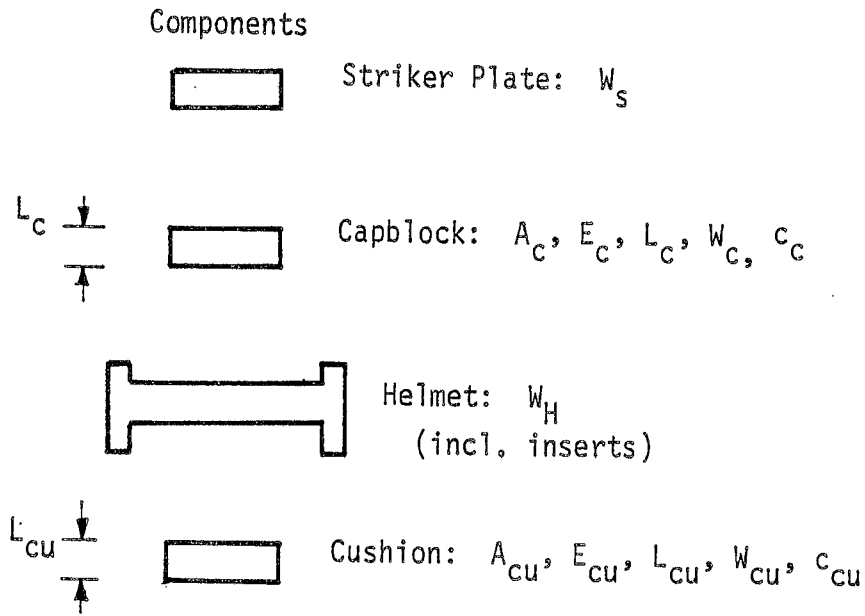 Components
Striker Plate: W_s
L_c
Capblock: A_c, E_c, L_c, W_c, c_c
Helmet: W_H
(incl. inserts)
L_cu
Cushion: A_cu, E_cu, L_cu, W_cu, c_cu